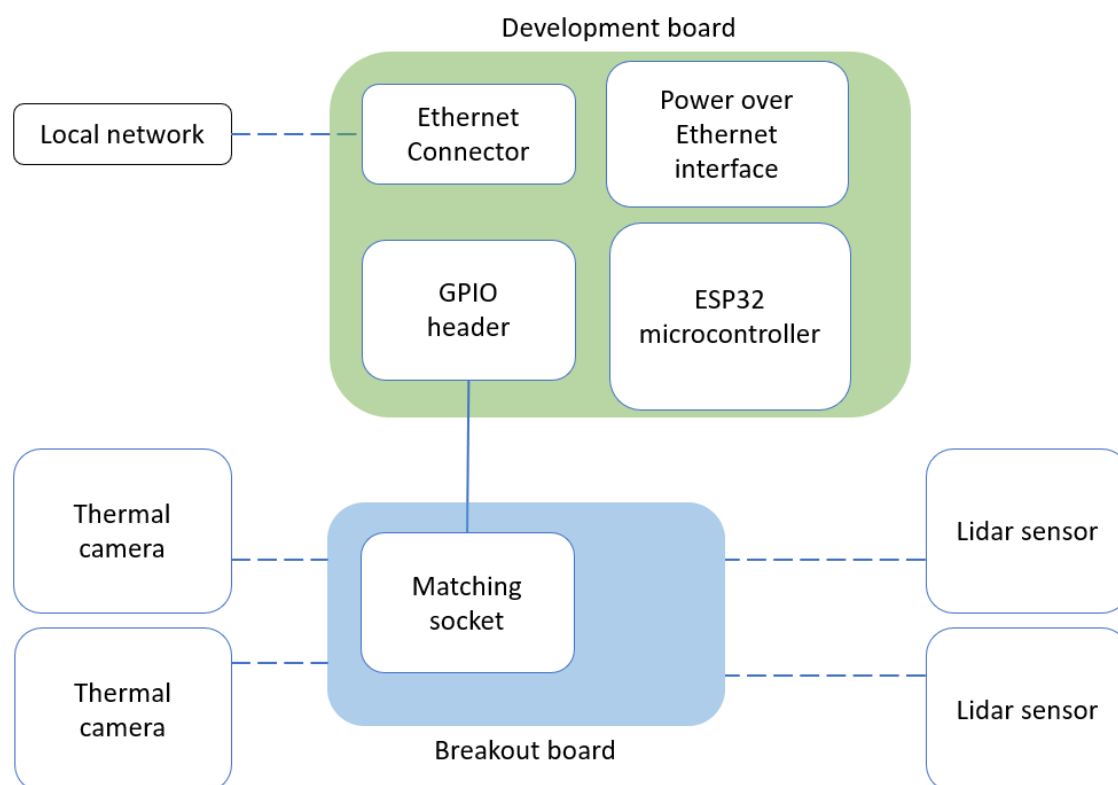 Development board
Local network
Ethernet
Connector
Power over
Ethernet
interface
GPIO
header
ESP32
microcontroller
Thermal
camera
Matching
socket
Lidar sensor
Thermal
camera
Lidar sensor
Breakout board